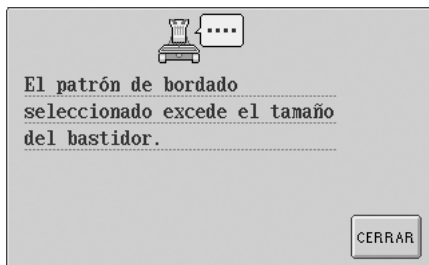 ....
El patrón de bordado
seleccionado excede el tamaño
del bastidor.
CERRAR